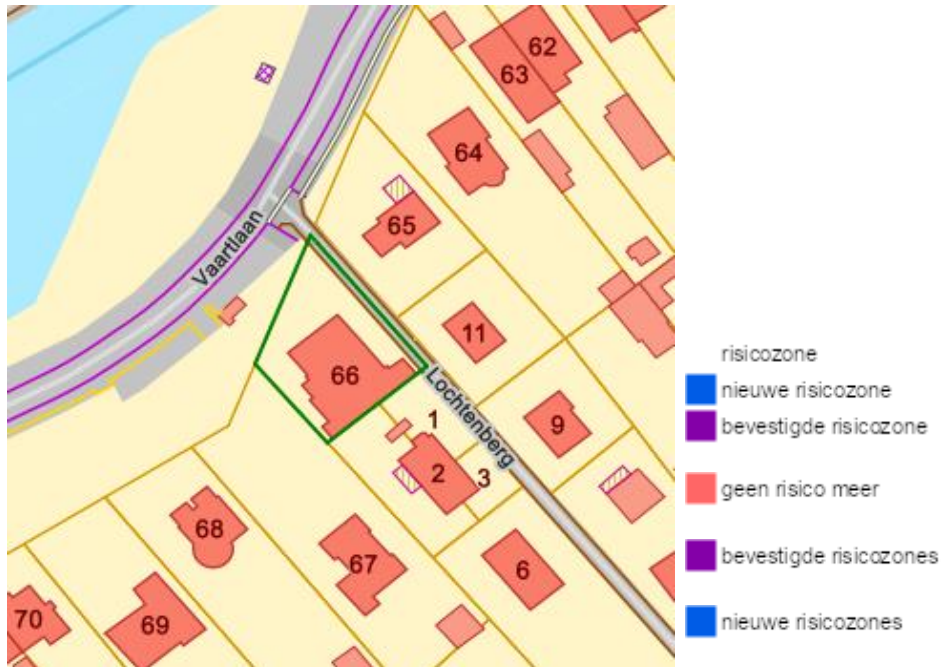 62
63
64
65
Vaartlaan
11
66
Lochtenberg
1
9
2
3
68
67
6
70
69
risicozone
nieuwe risicozone
bevestigde risicozone
geen risico meer
bevestigde risicozones
nieuwe risicozones